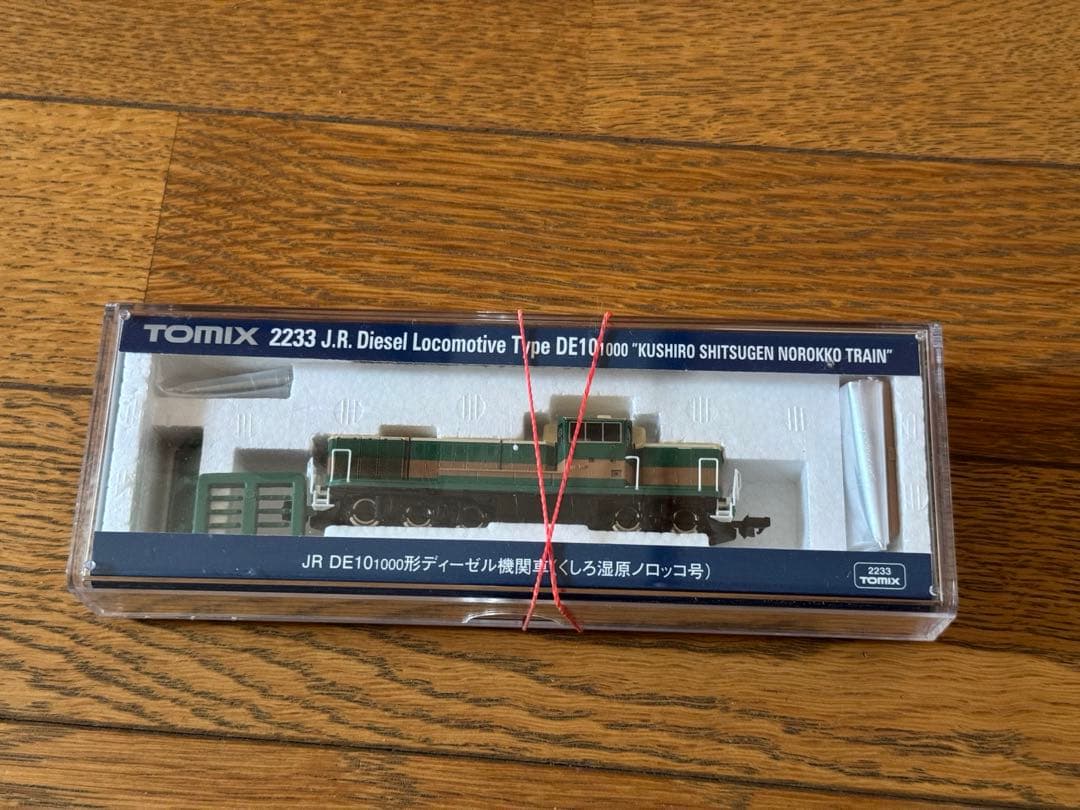 TOMIX 2233 J.R. Diesel Locomotive Type DE101000 "KUSHIRO SHITSUGEN NOROKKO TRAIN"
JR DE101000形ディーゼル機関車(くしろ湿原ノロッコ号)
2233
TOMIX